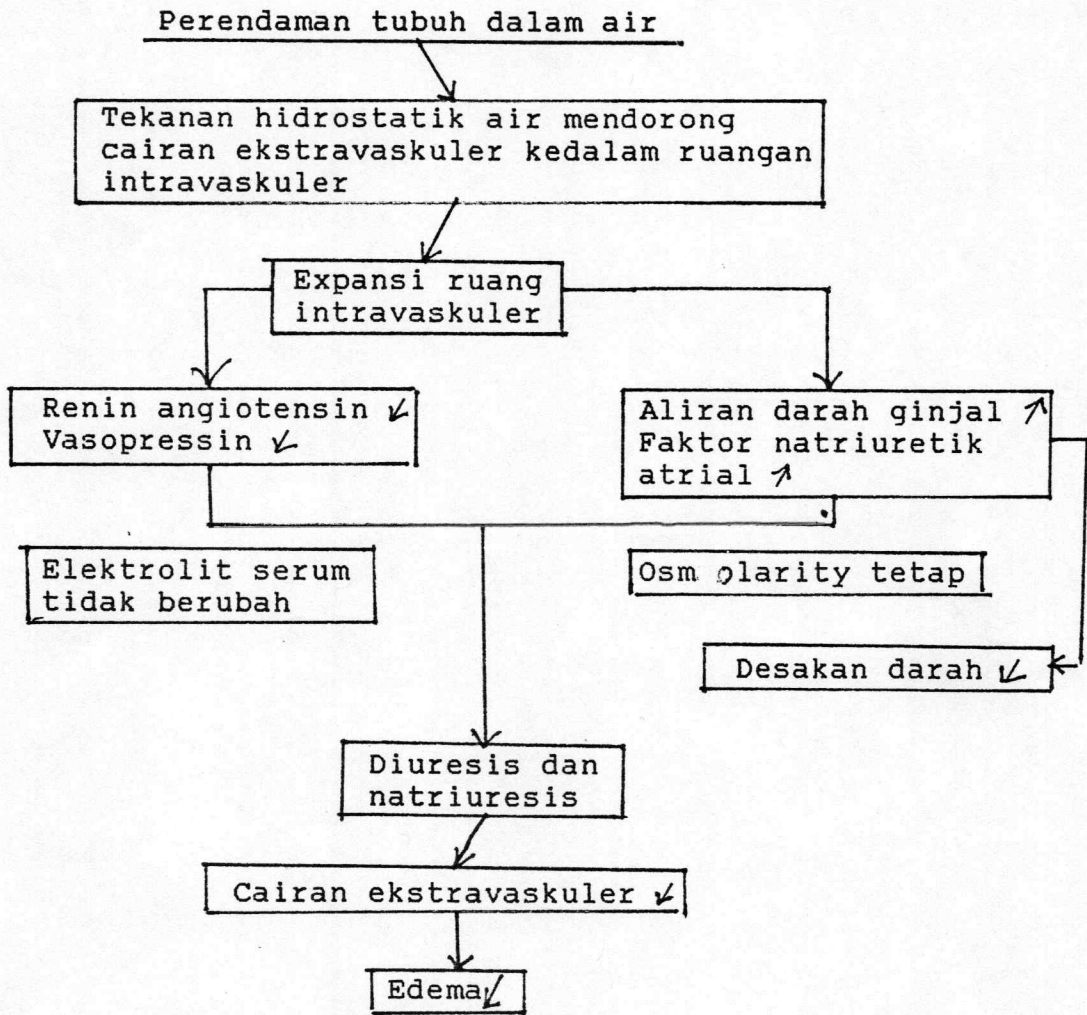 Perendaman tubuh dalam air
Tekanan hidrostatik air mendorong
cairan ekstravaskuler kedalam ruangan
intravaskuler
Expansi ruang
intravaskuler
Renin angiotensin ↙
Vasopressin ↙
Aliran darah ginjal ↗
Faktor natriuretik
atrial ↗
Elektrolit serum
tidak berubah
Osm olarity tetap
Desakan darah ↙
Diuresis dan
natriuresis
Cairan ekstravaskuler ↙
Edema ↙